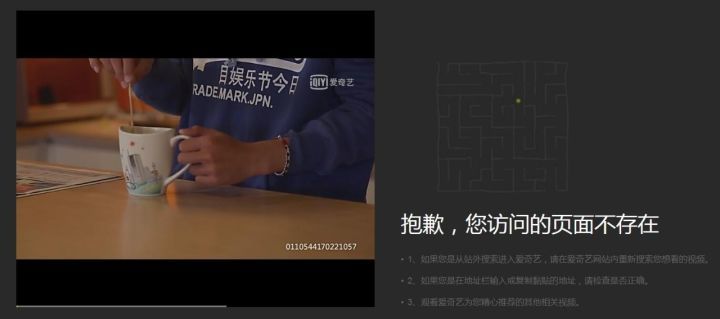 目娱乐节今日
TRADE.MARK.JPN.
QIY 爱奇艺
0110544170221057
抱歉，您访问的页面不存在
• 1、如果您是从站外搜索进入爱奇艺，请在爱奇艺网站内重新搜索您想看的视频。
• 2、如果您是在地址栏输入或复制黏贴的地址，请检查是否正确。
• 3、观看爱奇艺为您精心推荐的其他相关视频。